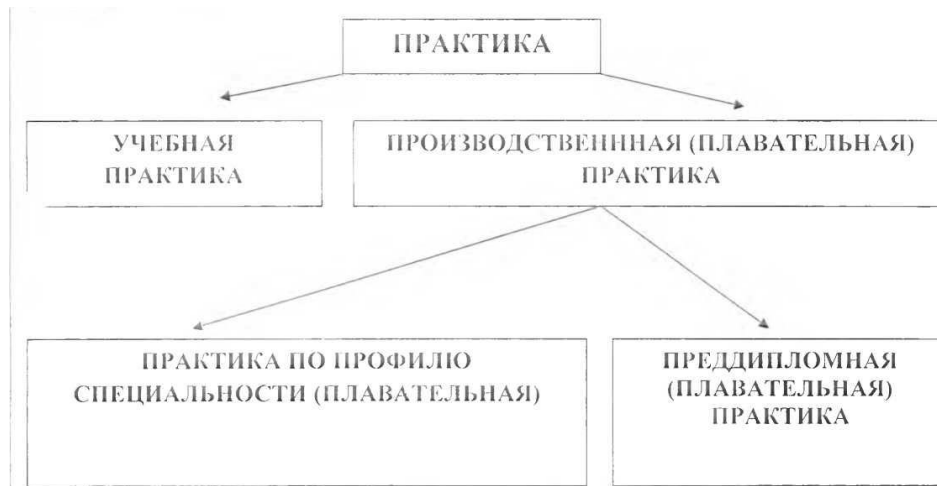 ПРАКТИКА
УЧЕБНАЯ
ПРАКТИКА
ПРОИЗВОДСТВЕНННАЯ (ПЛАВАТЕЛЬНАЯ)
ПРАКТИКА
ПРАКТИКА ПО ПРОФИЛЮ
СПЕЦИАЛЬНОСТИ (ПЛАВАТЕЛЬНАЯ)
ПРЕДДИПЛОМНАЯ
(ПЛАВАТЕЛЬНАЯ)
ПРАКТИКА